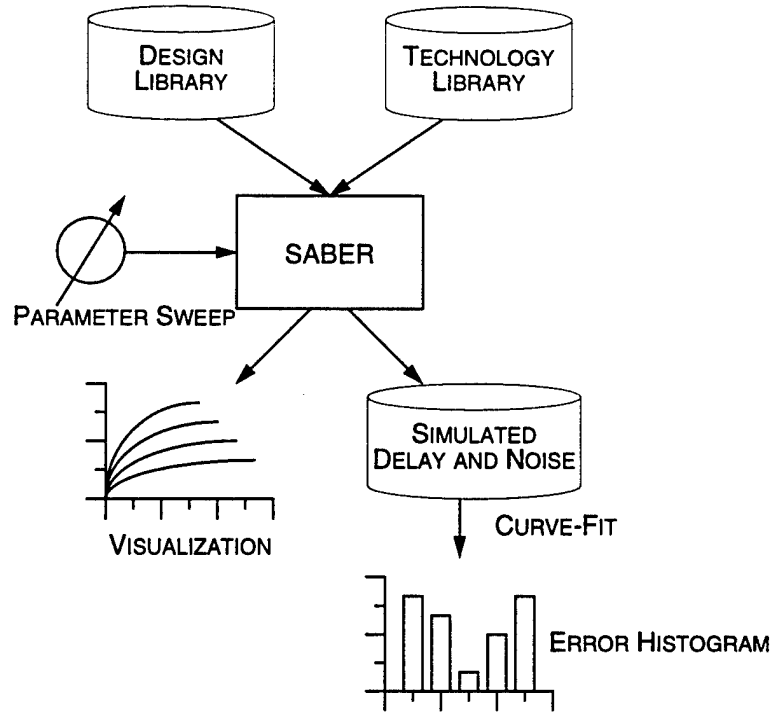 DESIGN
LIBRARY
TECHNOLOGY
LIBRARY
SABER
PARAMETER SWEEP
SIMULATED
DELAY AND NOISE
VISUALIZATION
CURVE-FIT
ERROR HISTOGRAM